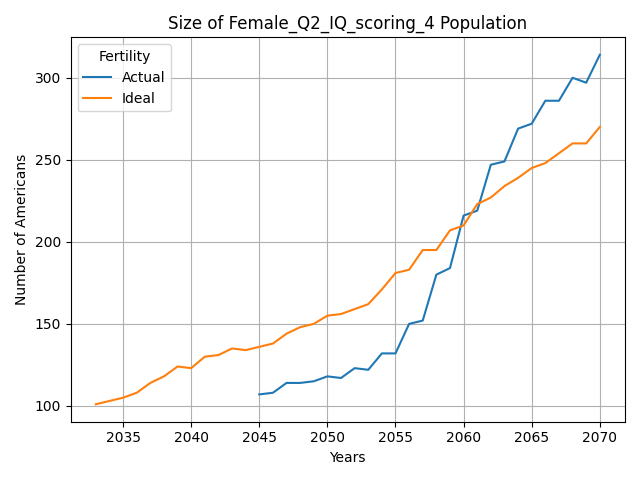 Size of Female_Q2_IQ_scoring_4 Population
Fertility
Actual
Ideal
300
250
200
150
100
Number of Americans
2035 2040 2045 2050 2055 2060 2065 2070
Years